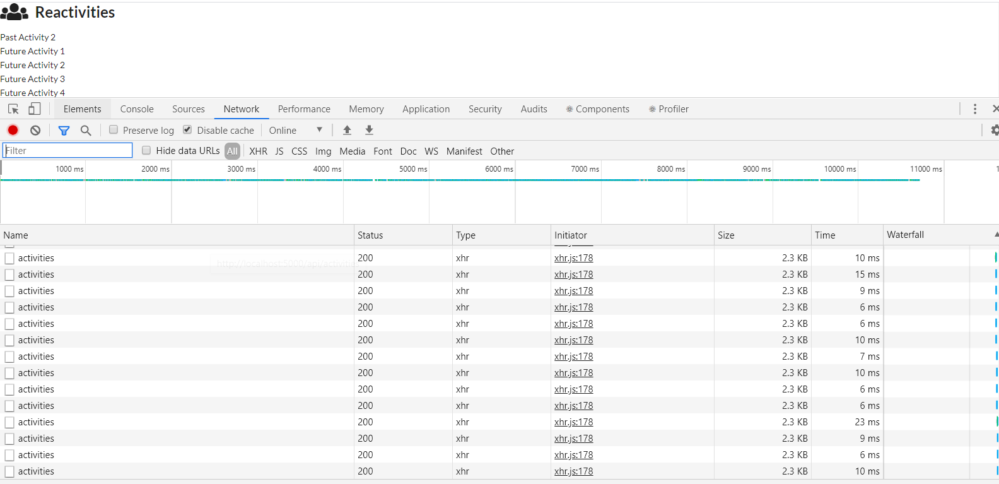 Reactivities
Past Activity 2
Future Activity 1
Future Activity 2
Future Activity 3
Future Activity 4
Elements Console Sources Network Performance Memory Application Security Audits Components Profiler
Preserve log Disable cache Online
Filter Hide data URLs All XHR JS CSS Img Media Font Doc WS Manifest Other
1000 ms 2000 ms 3000 ms 4000 ms 5000 ms 6000 ms 7000 ms 8000 ms 9000 ms 10000 ms 11000 ms 1
Name Status Type Initiator Size Time Waterfall
activities 200 xhr xhr.js:178 2.3 KB 10 ms
http://localhost:5000/api/activities
activities 200 xhr xhr.js:178 2.3 KB 15 ms
activities 200 xhr xhr.js:178 2.3 KB 9 ms
activities 200 xhr xhr.js:178 2.3 KB 6 ms
activities 200 xhr xhr.js:178 2.3 KB 6 ms
activities 200 xhr xhr.js:178 2.3 KB 10 ms
activities 200 xhr xhr.js:178 2.3 KB 7 ms
activities 200 xhr xhr.js:178 2.3 KB 10 ms
activities 200 xhr xhr.js:178 2.3 KB 6 ms
activities 200 xhr xhr.js:178 2.3 KB 6 ms
activities 200 xhr xhr.js:178 2.3 KB 23 ms
activities 200 xhr xhr.js:178 2.3 KB 9 ms
activities 200 xhr xhr.js:178 2.3 KB 6 ms
activities 200 xhr xhr.js:178 2.3 KB 10 ms